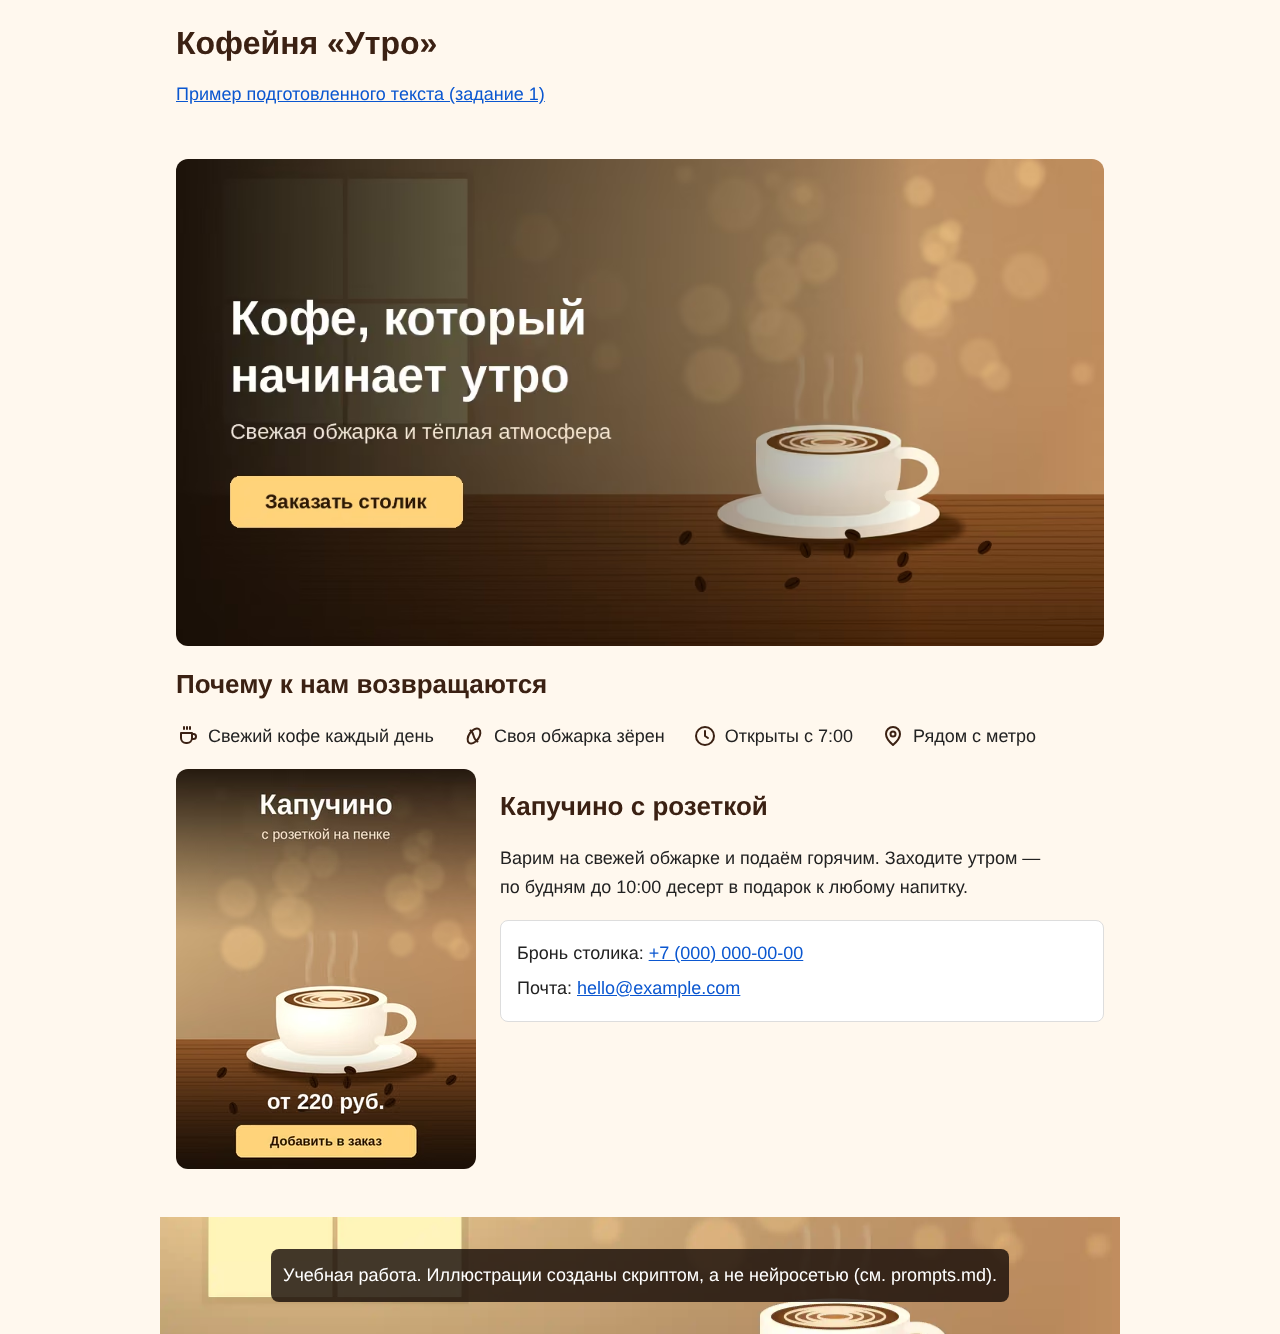 Кофейня «Утро»
Пример подготовленного текста (задание 1)
Кофе, который
начинает утро
Свежая обжарка и тёплая атмосфера
Заказать столик
Почему к нам возвращаются
Свежий кофе каждый день
Своя обжарка зёрен
Открыты с 7:00
Рядом с метро
Капучино
с розеткой на пенке
от 220 руб.
Добавить в заказ
Капучино с розеткой
Варим на свежей обжарке и подаём горячим. Заходите утром —
по будням до 10:00 десерт в подарок к любому напитку.
Бронь столика: +7 (000) 000-00-00
Почта: hello@example.com
Учебная работа. Иллюстрации созданы скриптом, а не нейросетью (см. prompts.md).